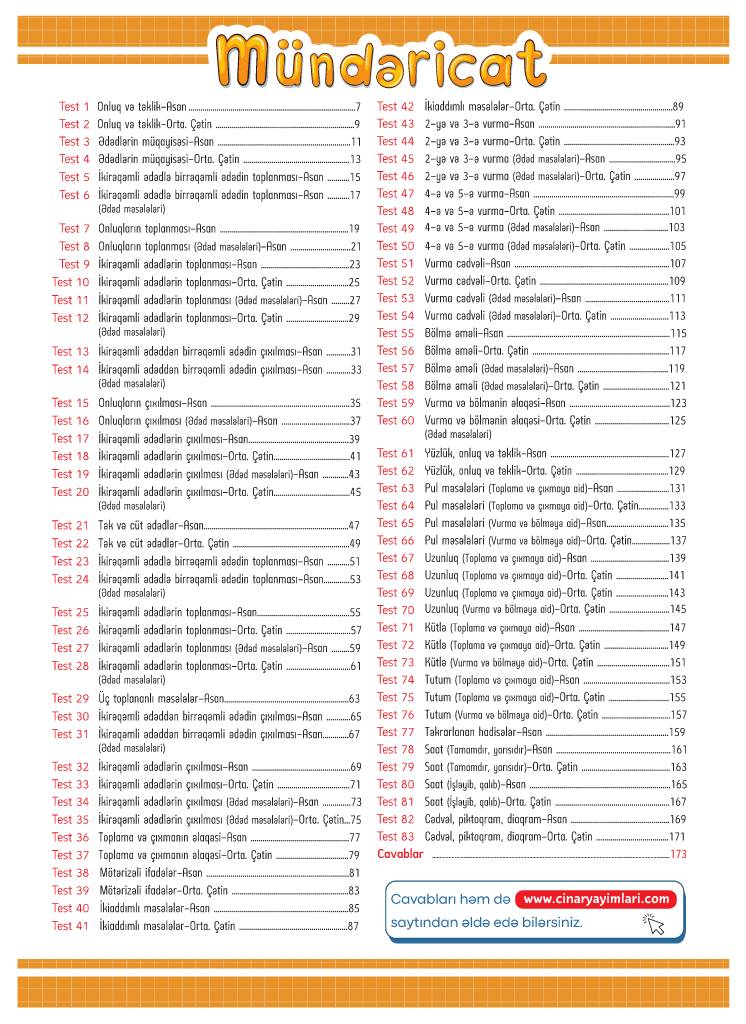 Mündəricat
Test 1 Onluq və təklik-Asan 7
Test 2 Onluq və təklik-Orta. Çətin 9
Test 3 Ədədlərin müqayisəsi-Asan 11
Test 4 Ədədlərin müqayisəsi-Orta. Çətin 13
Test 5 İkirəqəmli ədədlə birrəqəmli ədədin toplanması-Asan 15
Test 6 İkirəqəmli ədədlə birrəqəmli ədədin toplanması-Asan 17
(Ədəd məsələləri)
Test 7 Onluqların toplanması-Asan 19
Test 8 Onluqların toplanması (Ədəd məsələləri)-Asan 21
Test 9 İkirəqəmli ədədlərin toplanması-Asan 23
Test 10 İkirəqəmli ədədlərin toplanması-Orta. Çətin 25
Test 11 İkirəqəmli ədədlərin toplanması (Ədəd məsələləri)-Asan 27
Test 12 İkirəqəmli ədədlərin toplanması-Orta. Çətin 29
(Ədəd məsələləri)
Test 13 İkirəqəmli ədəddən birrəqəmli ədədin çıxılması-Asan 31
Test 14 İkirəqəmli ədəddən birrəqəmli ədədin çıxılması-Asan 33
(Ədəd məsələləri)
Test 15 Onluqların çıxılması-Asan 35
Test 16 Onluqların çıxılması (Ədəd məsələləri)-Asan 37
Test 17 İkirəqəmli ədədlərin çıxılması-Asan 39
Test 18 İkirəqəmli ədədlərin çıxılması-Orta. Çətin 41
Test 19 İkirəqəmli ədədlərin çıxılması (Ədəd məsələləri)-Asan 43
Test 20 İkirəqəmli ədədlərin çıxılması-Orta. Çətin 45
(Ədəd məsələləri)
Test 21 Tək və cüt ədədlər-Asan 47
Test 22 Tək və cüt ədədlər-Orta. Çətin 49
Test 23 İkirəqəmli ədədlə birrəqəmli ədədin toplanması-Asan 51
Test 24 İkirəqəmli ədədlə birrəqəmli ədədin toplanması-Asan 53
(Ədəd məsələləri)
Test 25 İkirəqəmli ədədlərin toplanması-Asan 55
Test 26 İkirəqəmli ədədlərin toplanması-Orta. Çətin 57
Test 27 İkirəqəmli ədədlərin toplanması (Ədəd məsələləri)-Asan 59
Test 28 İkirəqəmli ədədlərin toplanması-Orta. Çətin 61
(Ədəd məsələləri)
Test 29 Üç toplananlı məsələlər-Asan 63
Test 30 İkirəqəmli ədəddən birrəqəmli ədədin çıxılması-Asan 65
Test 31 İkirəqəmli ədəddən birrəqəmli ədədin çıxılması-Asan 67
(Ədəd məsələləri)
Test 32 İkirəqəmli ədədlərin çıxılması-Asan 69
Test 33 İkirəqəmli ədədlərin çıxılması-Orta. Çətin 71
Test 34 İkirəqəmli ədədlərin çıxılması (Ədəd məsələləri)-Asan 73
Test 35 İkirəqəmli ədədlərin çıxılması (Ədəd məsələləri)-Orta. Çətin 75
Test 36 Toplama və çıxmanın əlaqəsi-Asan 77
Test 37 Toplama və çıxmanın əlaqəsi-Orta. Çətin 79
Test 38 Mötərizəli ifadələr-Asan 81
Test 39 Mötərizəli ifadələr-Orta. Çətin 83
Test 40 İkiaddımlı məsələlər-Asan 85
Test 41 İkiaddımlı məsələlər-Orta. Çətin 87
Test 42 İkiaddımlı məsələlər-Orta. Çətin 89
Test 43 2-yə və 3-ə vurma-Asan 91
Test 44 2-yə və 3-ə vurma-Orta. Çətin 93
Test 45 2-yə və 3-ə vurma (Ədəd məsələləri)-Asan 95
Test 46 2-yə və 3-ə vurma (Ədəd məsələləri)-Orta. Çətin 97
Test 47 4-ə və 5-ə vurma-Asan 99
Test 48 4-ə və 5-ə vurma-Orta. Çətin 101
Test 49 4-ə və 5-ə vurma (Ədəd məsələləri)-Asan 103
Test 50 4-ə və 5-ə vurma (Ədəd məsələləri)-Orta. Çətin 105
Test 51 Vurma cədvəli-Asan 107
Test 52 Vurma cədvəli-Orta. Çətin 109
Test 53 Vurma cədvəli (Ədəd məsələləri)-Asan 111
Test 54 Vurma cədvəli (Ədəd məsələləri)-Orta. Çətin 113
Test 55 Bölmə əməli-Asan 115
Test 56 Bölmə əməli-Orta. Çətin 117
Test 57 Bölmə əməli (Ədəd məsələləri)-Asan 119
Test 58 Bölmə əməli (Ədəd məsələləri)-Orta. Çətin 121
Test 59 Vurma və bölmənin əlaqəsi-Asan 123
Test 60 Vurma və bölmənin əlaqəsi-Orta. Çətin 125
(Ədəd məsələləri)
Test 61 Yüzlük, onluq və təklik-Asan 127
Test 62 Yüzlük, onluq və təklik-Orta. Çətin 129
Test 63 Pul məsələləri (Toplama və çıxmaya aid)-Asan 131
Test 64 Pul məsələləri (Toplama və çıxmaya aid)-Orta. Çətin 133
Test 65 Pul məsələləri (Vurma və bölməyə aid)-Asan 135
Test 66 Pul məsələləri (Vurma və bölməyə aid)-Orta. Çətin 137
Test 67 Uzunluq (Toplama və çıxmaya aid)-Asan 139
Test 68 Uzunluq (Toplama və çıxmaya aid)-Orta. Çətin 141
Test 69 Uzunluq (Toplama və çıxmaya aid)-Orta. Çətin 143
Test 70 Uzunluq (Vurma və bölməyə aid)-Orta. Çətin 145
Test 71 Kütlə (Toplama və çıxmaya aid)-Asan 147
Test 72 Kütlə (Toplama və çıxmaya aid)-Orta. Çətin 149
Test 73 Kütlə (Vurma və bölməyə aid)-Orta. Çətin 151
Test 74 Tutum (Toplama və çıxmaya aid)-Asan 153
Test 75 Tutum (Toplama və çıxmaya aid)-Orta. Çətin 155
Test 76 Tutum (Vurma və bölməyə aid)-Orta. Çətin 157
Test 77 Təkrarlanan hadisələr-Asan 159
Test 78 Saat (Tamamdır, yarısıdır)-Asan 161
Test 79 Saat (Tamamdır, yarısıdır)-Orta. Çətin 163
Test 80 Saat (İşləyib, qalıb)-Asan 165
Test 81 Saat (İşləyib, qalıb)-Orta. Çətin 167
Test 82 Cədvəl, piktoqram, diaqram-Asan 169
Test 83 Cədvəl, piktoqram, diaqram-Orta. Çətin 171
Cavablar 173
Cavabları həm də www.cinaryayimlari.com
saytından əldə edə bilərsiniz.